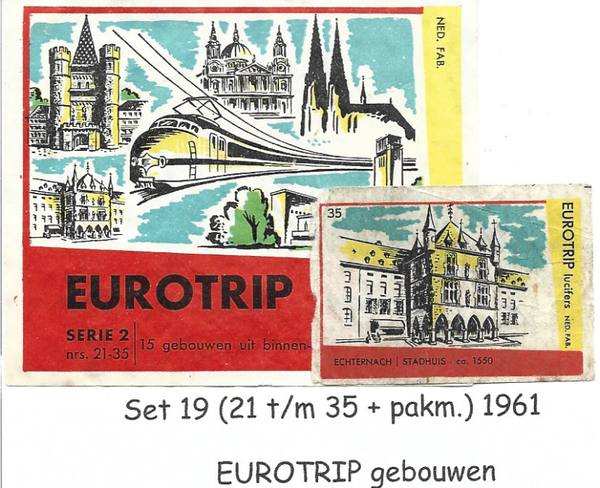 NED. FAB.
EUROTRIP
SERIE 2
nrs. 21-35
15 gebouwen uit binnen-
35
EUROTRIP lucifers NED. FAB.
ECHTERNACH | STADHUIS ca. 1550
Set 19 (21 t/m 35 + pakm.) 1961
EUROTRIP gebouwen